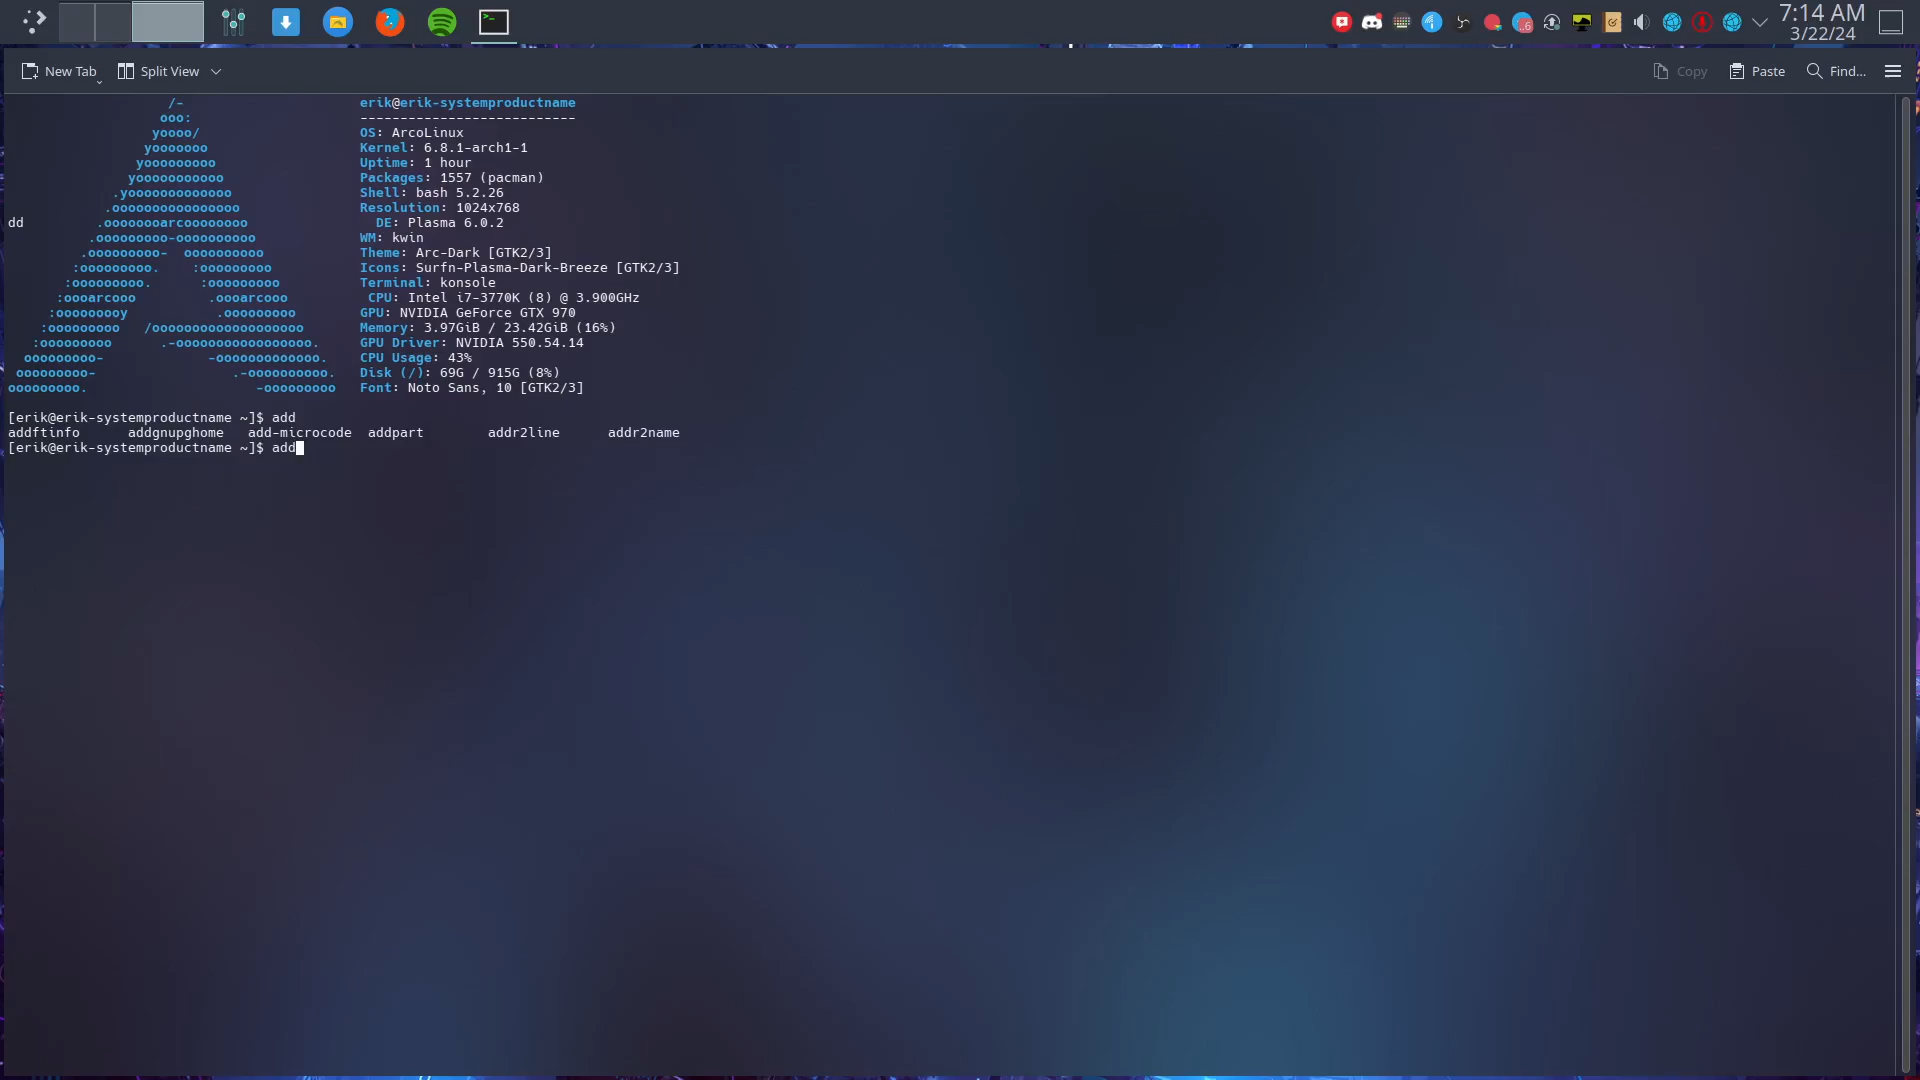 7:14 AM
3/22/24
New Tab
Split View
Copy
Paste
Find...
/-
ooo:
yoooo/
yooooooo
yooooooooo
yooooooooooo
.yooooooooooooo
.ooooooooooooooo
dd
.oooooooarcoooooooo
.ooooooooo-oooooooooo
.ooooooooo-  oooooooooo
:ooooooooo.    :ooooooooo
:ooooooooo.      :ooooooooo
:oooarcooo         .oooarcooo
:ooooooooy           .ooooooooo
:ooooooooo   /ooooooooooooooooooo
:ooooooooo      .-ooooooooooooooooo.
ooooooooo-             -ooooooooooooo.
ooooooooo-                 .-oooooooooo.
ooooooooo.                     -ooooooooo
erik@erik-systemproductname
---------------------------
OS: ArcoLinux
Kernel: 6.8.1-arch1-1
Uptime: 1 hour
Packages: 1557 (pacman)
Shell: bash 5.2.26
Resolution: 1024x768
DE: Plasma 6.0.2
WM: kwin
Theme: Arc-Dark [GTK2/3]
Icons: Surfn-Plasma-Dark-Breeze [GTK2/3]
Terminal: konsole
CPU: Intel i7-3770K (8) @ 3.900GHz
GPU: NVIDIA GeForce GTX 970
Memory: 3.97GiB / 23.42GiB (16%)
GPU Driver: NVIDIA 550.54.14
CPU Usage: 43%
Disk (/): 69G / 915G (8%)
Font: Noto Sans, 10 [GTK2/3]
[erik@erik-systemproductname ~]$ add
addftinfo      addgnupghome   add-microcode  addpart        addr2line      addr2name
[erik@erik-systemproductname ~]$ add